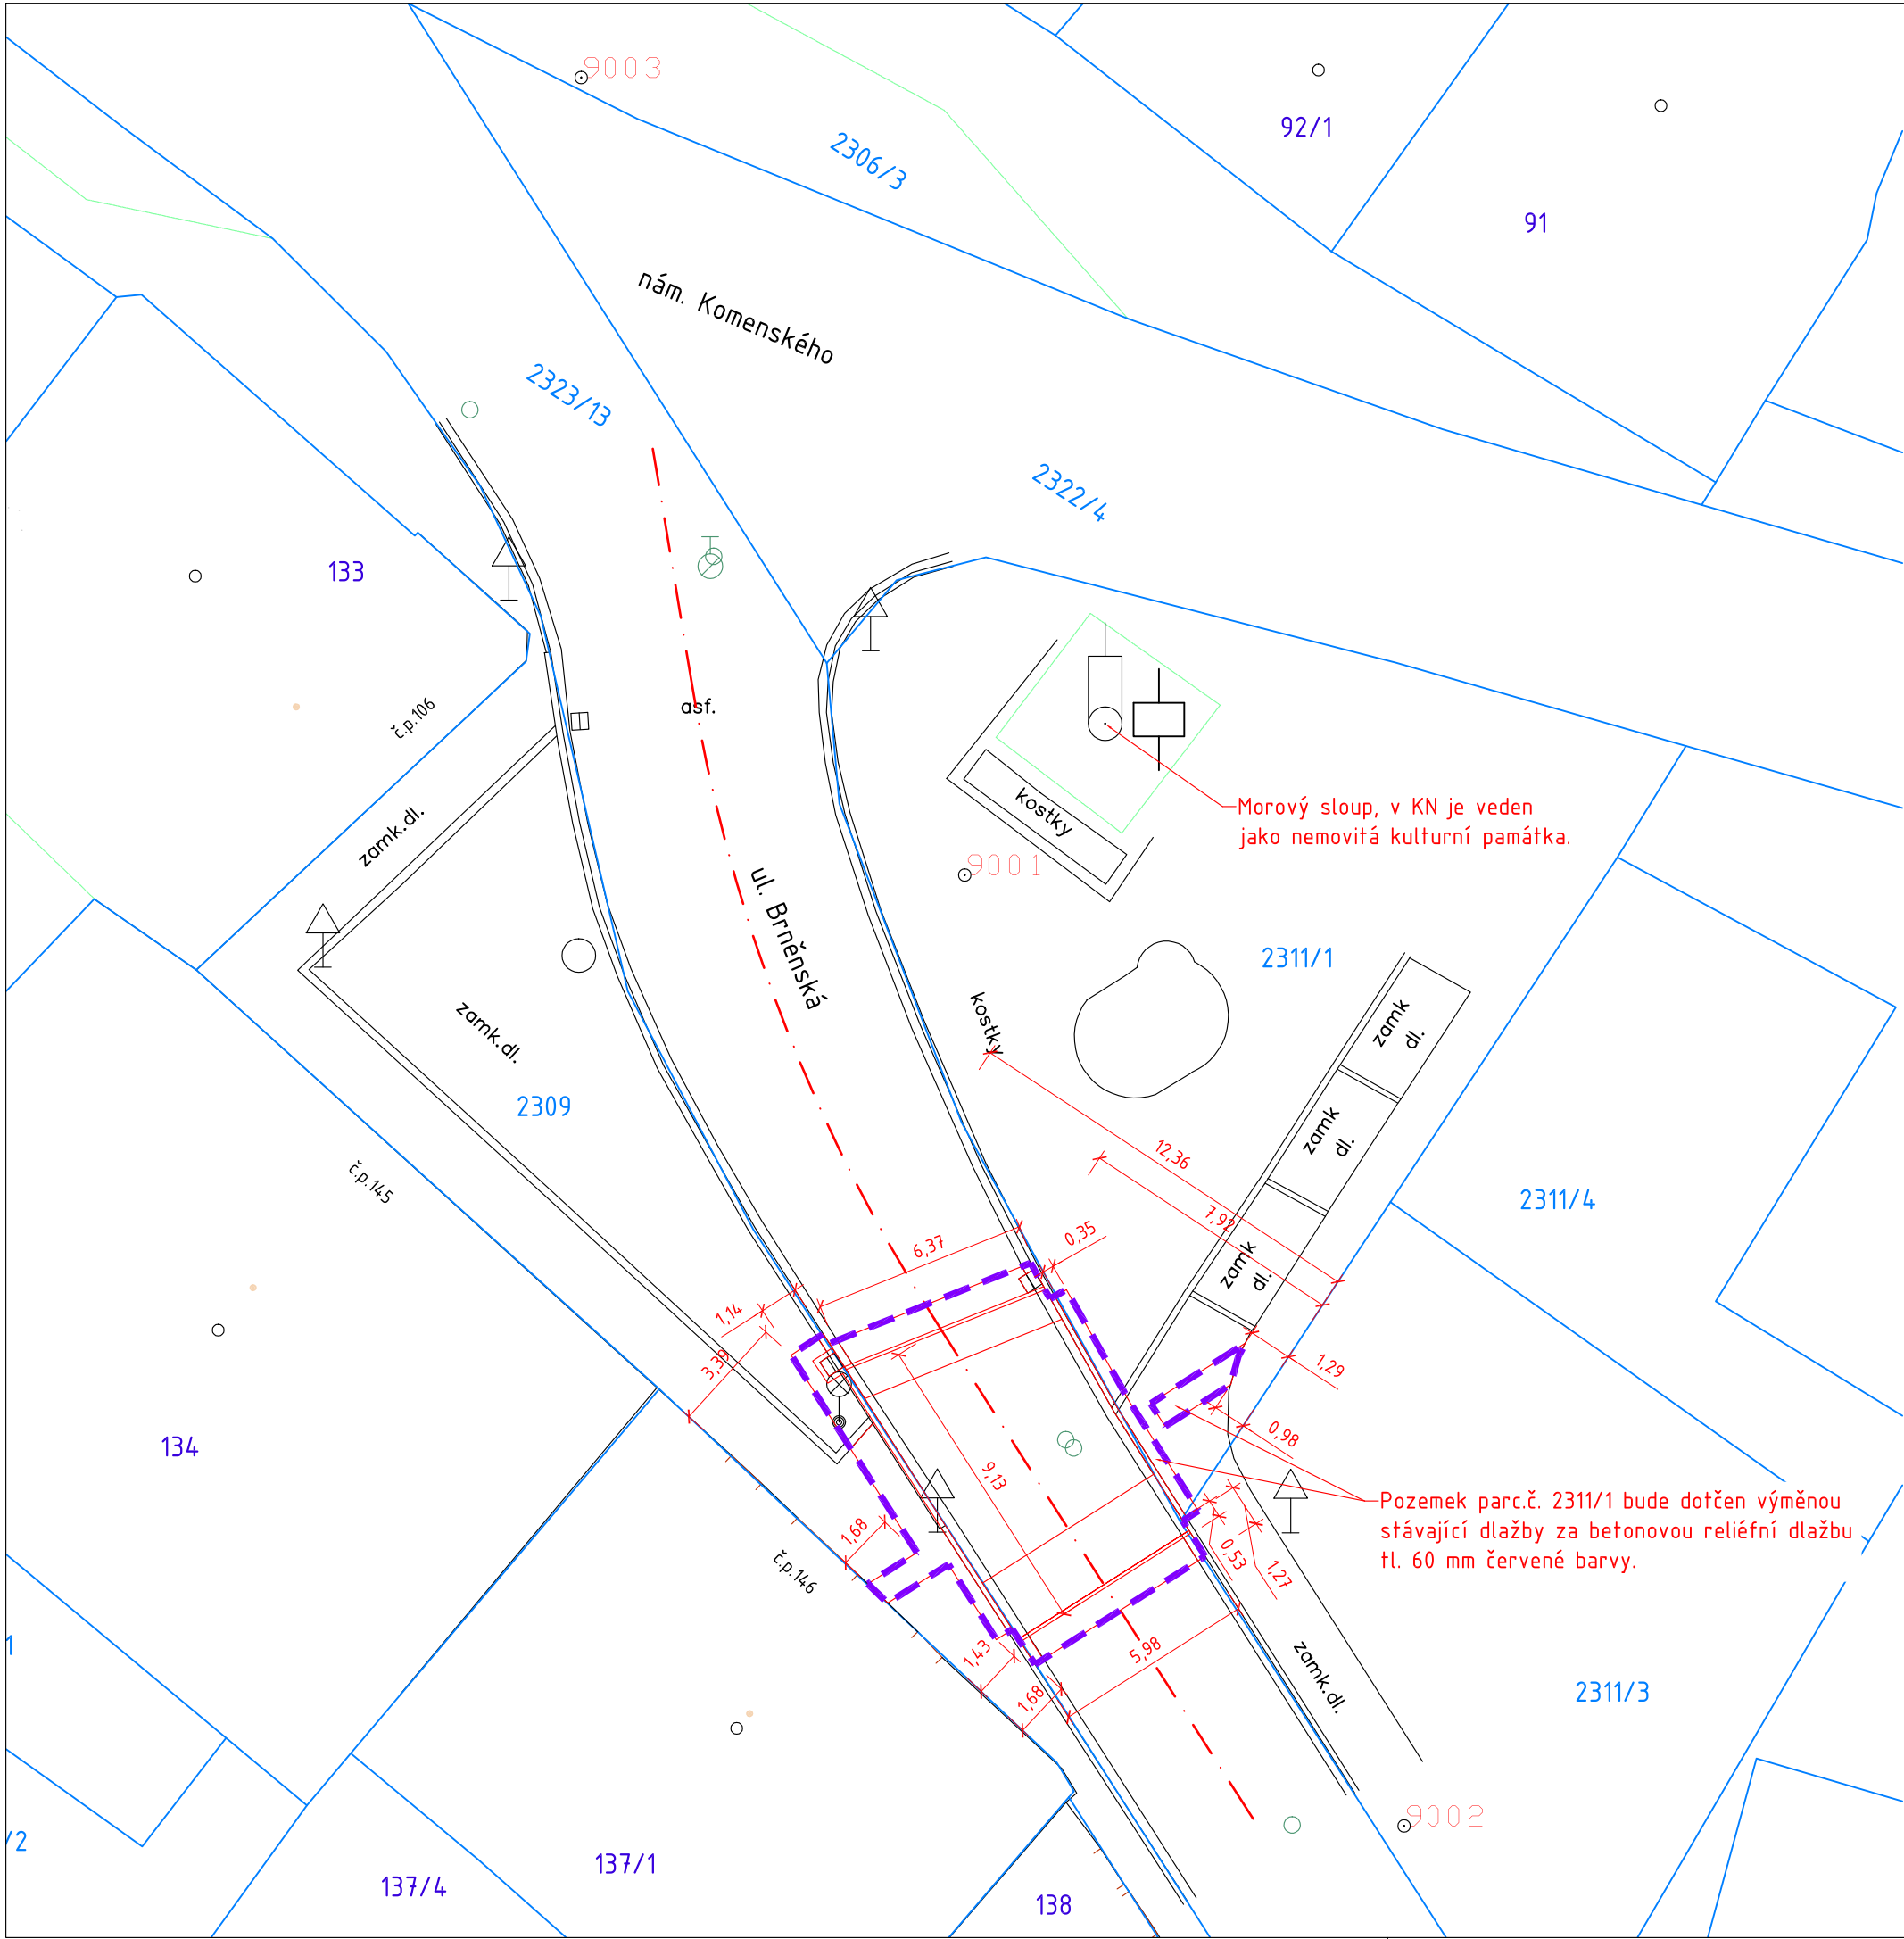 9003
92/1
2306/3
91
nám. Komenského
2323/13
2322/4
133
č.p.106
asf.
kostky
Morový sloup, v KN je veden
jako nemovitá kulturní památka.
zamk.dl.
9001
ul. Brněnská
2311/1
kostky
zamk
dl.
zamk.dl.
2309
zamk
dl.
12,36
č.p.145
2311/4
7,92
6,37
0,35
zamk
dl.
1,14
3,39
1,29
0,98
134
9,13
Pozemek parc.č. 2311/1 bude dotčen výměnou
stávající dlažby za betonovou reliéfní dlažbu
tl. 60 mm červené barvy.
1,68
0,53
1,27
č.p.146
1
1,43
5,98
1,68
zamk.dl.
2311/3
9002
/2
137/1
137/4
138